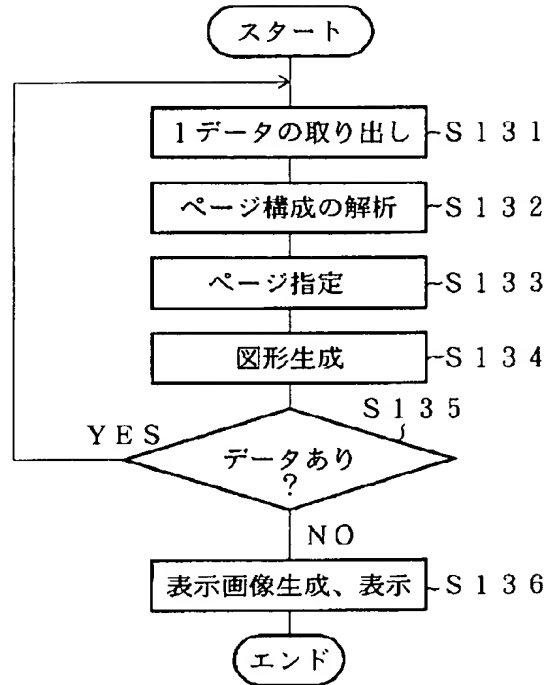 スタート
1データの取り出し S131
ページ構成の解析 S132
ページ指定 S133
図形生成 S134
S135
YES
データあり
?
NO
表示画像生成、表示 S136
エンド